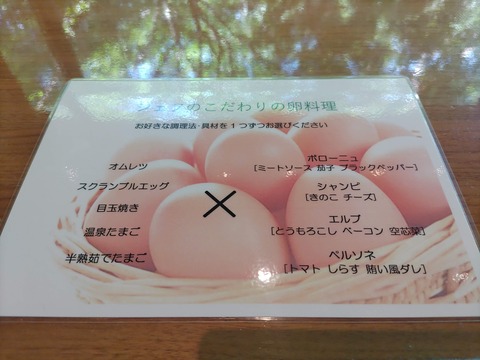 シェフのこだわりの卵料理
お好きな調理法・具材を1つずつお選びください
オムレツ
スクランブルエッグ
目玉焼き
温泉たまご
半熟茹でたまご
×
ボローニュ
[ミートソース 茄子 ブラックペッパー]
シャンピ
[きのこ チーズ]
エルブ
[とうもろこし ベーコン 空芯菜]
ペルソネ
[トマト しらす 賄い風ダレ]